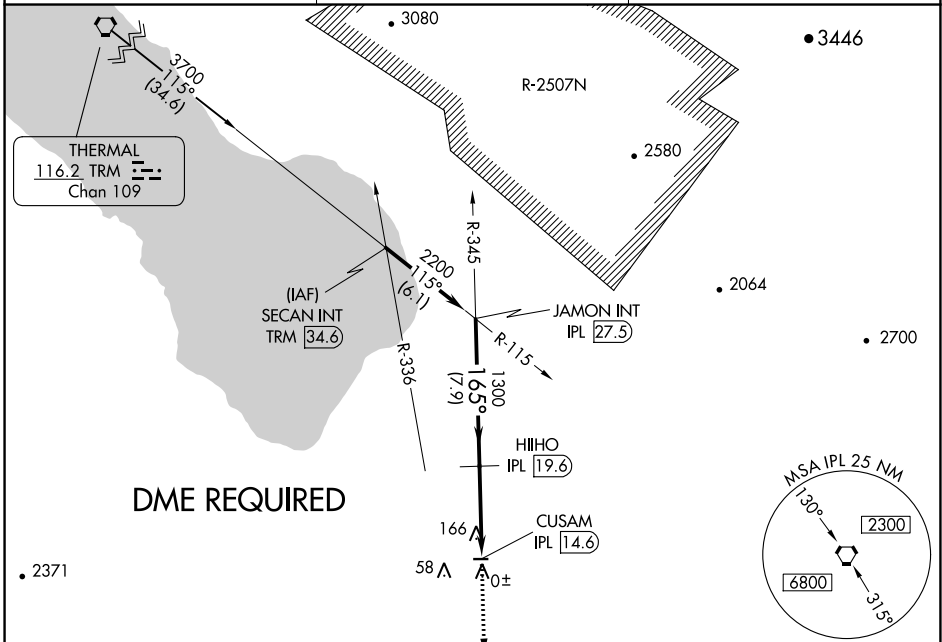 3080
3446
R-2507N
3700
115°
(34.6)
THERMAL
116.2 TRM
Chan 109
2580
R-345
2200
115°
(6.1)
(IAF)
SECAN INT
TRM 34.6
JAMON INT
IPL 27.5
2064
2700
R-115
R-336
1300
165°
(7.9)
HIIHO
IPL 19.6
DME REQUIRED
MSA IPL 25 NM
130°
2300
6800
315°
166
CUSAM
IPL 14.6
58
0±
2371